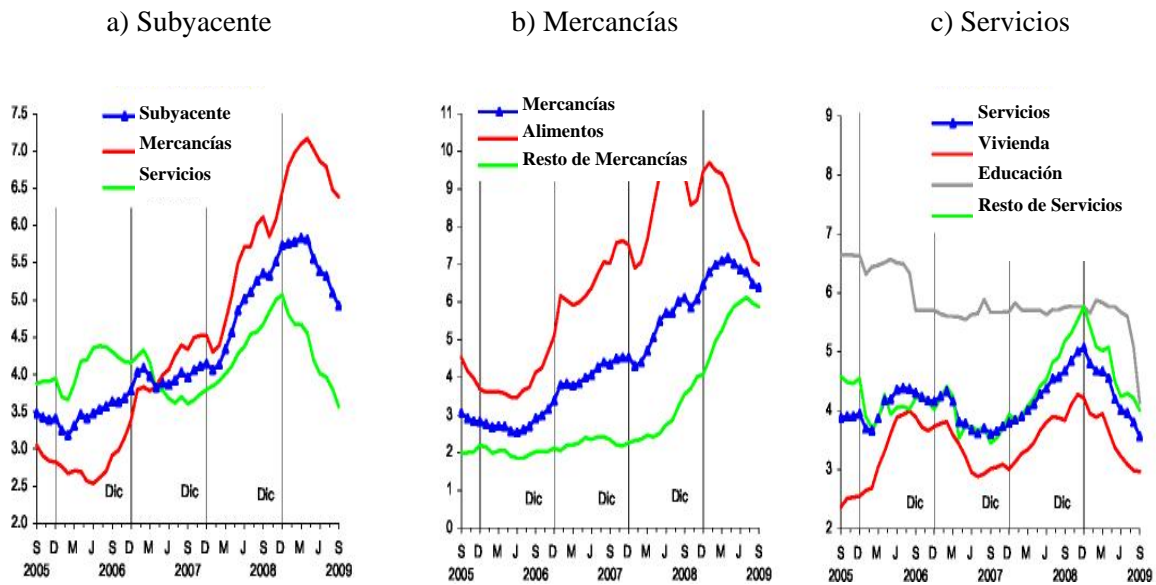 a) Subyacente
b) Mercancías
c) Servicios
Subyacente
Mercancías
Servicios
7.5
7.0
6.5
6.0
5.5
5.0
4.5
4.0
3.5
3.0
2.5
2.0
Dic Dic Dic
S D M J S D M J S D M J S D M J S
2005 2006 2007 2008 2009
Mercancías
Alimentos
Resto de Mercancías
11
10
9
8
7
6
5
4
3
2
1
0
Dic Dic Dic
S D M J S D M J S D M J S D M J S
2005 2006 2007 2008 2009
Servicios
Vivienda
Educación
Resto de Servicios
9
8
7
6
5
4
3
2
Dic Dic Dic
S D M J S D M J S D M J S D M J S
2005 2006 2007 2008 2009